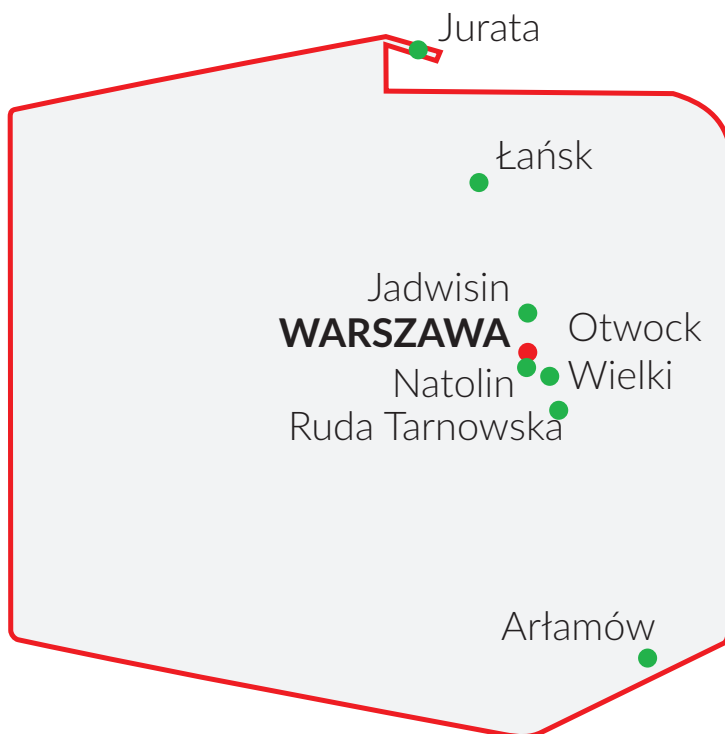 Jurata
Łańsk
Jadwisin
WARSZAWA
Otwock
Wielki
Natolin
Ruda Tarnowska
Arłamów